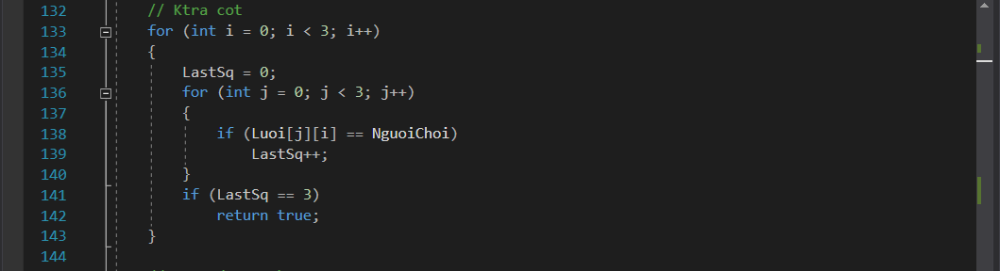 132 // Ktra cot
133 for (int i = 0; i < 3; i++)
134 {
135 LastSq = 0;
136 for (int j = 0; j < 3; j++)
137 {
138 if (Luoi[j][i] == NguoiChoi)
139 LastSq++;
140 }
141 if (LastSq == 3)
142 return true;
143 }
144